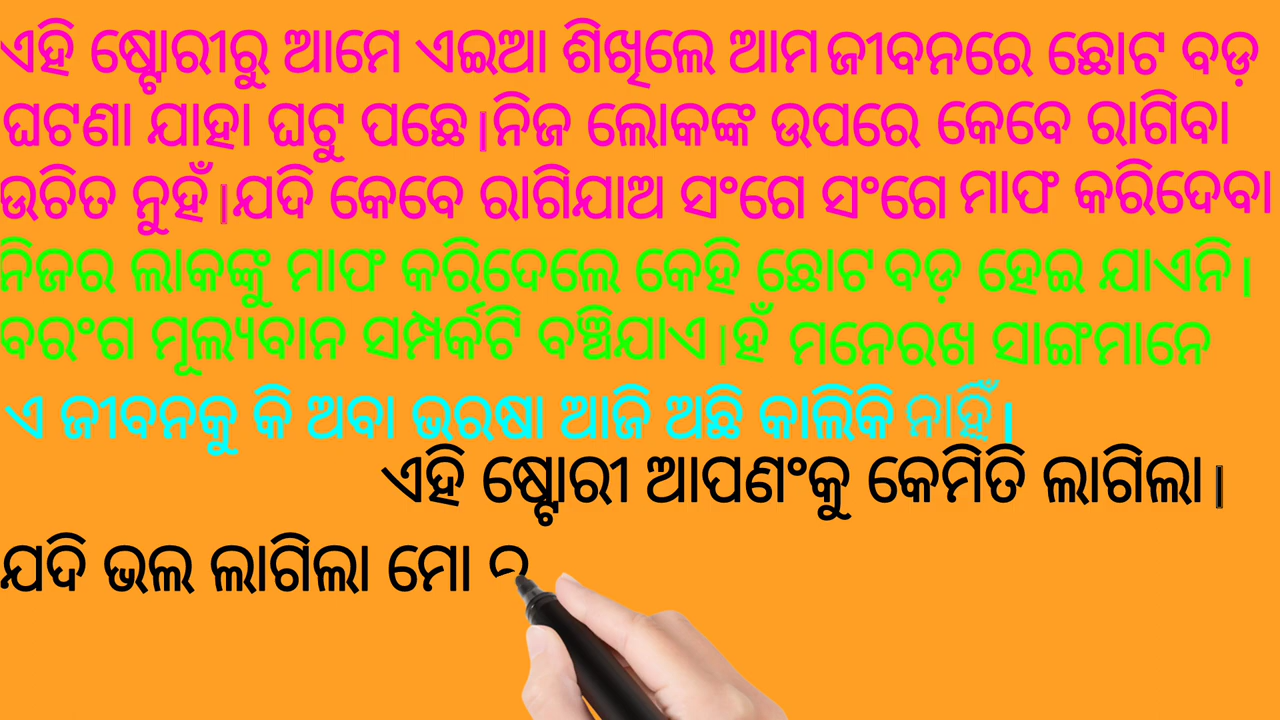 ଏହି ଷ୍ଟୋରୀରୁ ଆମେ ଏଇଆ ଶିଖିଲେ ଆମ ଜୀବନରେ ଛୋଟ ବଡ଼
ଘଟଣା ଯାହା ଘଟୁ ପଛେ।ନିଜ ଲୋକଙ୍କ ଉପରେ କେବେ ରାଗିବା
ଉଚିତ ନୁହଁ।ଯଦି କେବେ ରାଗିଯାଅ ସଂଗେ ସଂଗେ ମାଫ କରିଦେବା
ନିଜର ଲାକଙ୍କୁ ମାଫ କରିଦେଲେ କେହି ଛୋଟ ବଡ଼ ହେଇ ଯାଏନି।
ବରଂଗ ମୂଲ୍ୟବାନ ସମ୍ପର୍କଟି ବଞ୍ଚିଯାଏ।ହଁ ମନେରଖ ସାଙ୍ଗମାନେ
ଏ ଜୀବନକୁ କି ଅବା ଭରଷା ଆଜି ଅଛି କାଲିକି ନାହିଁ।
ଏହି ଷ୍ଟୋରୀ ଆପଣଂକୁ କେମିତି ଲାଗିଲା।
ଯଦି ଭଲ ଲାଗିଲା ମୋ